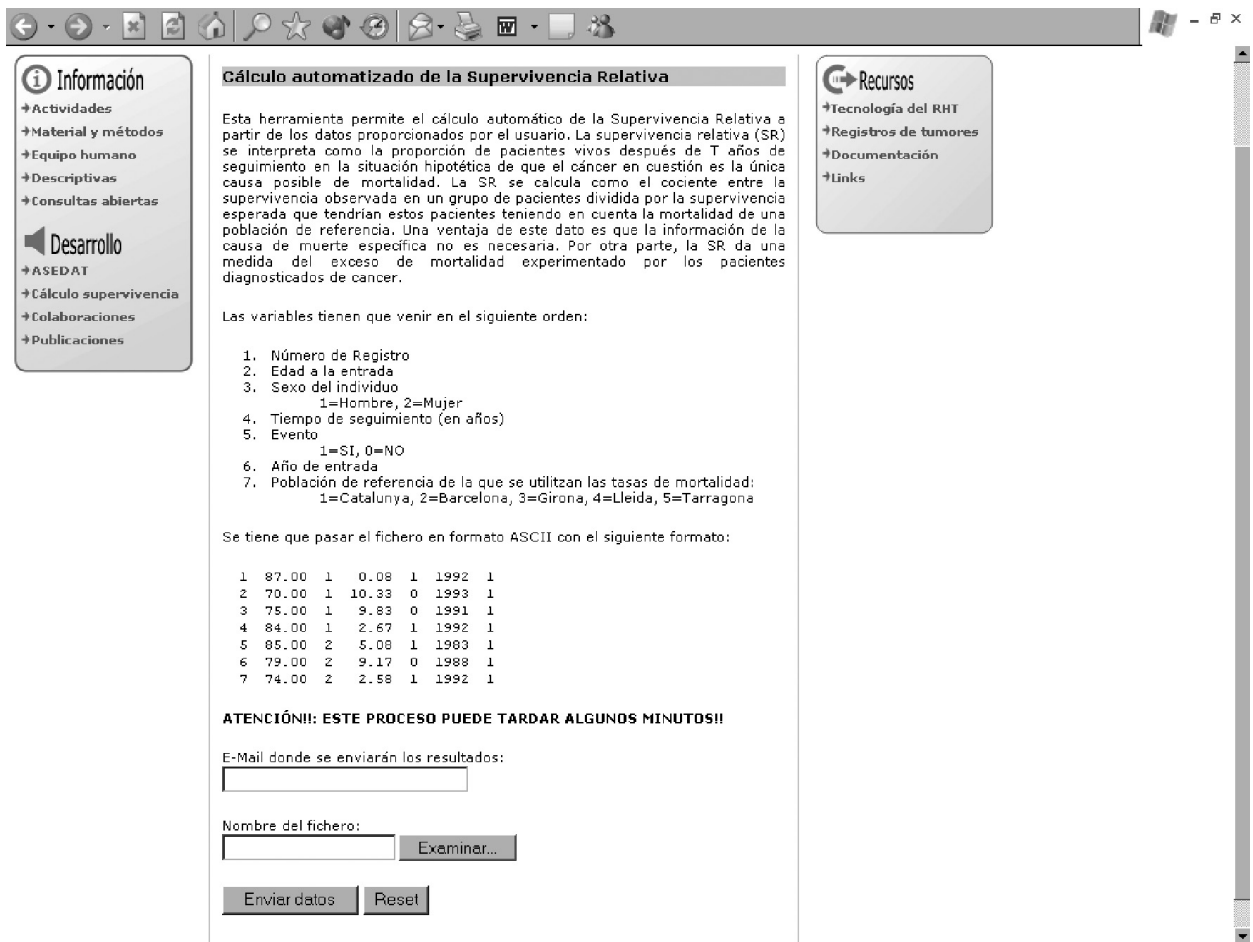 Información
Actividades
Material y métodos
Equipo humano
Descriptivas
Consultas abiertas
Desarrollo
ASEDAT
Cálculo supervivencia
Colaboraciones
Publicaciones
Cálculo automatizado de la Supervivencia Relativa
Esta herramienta permite el cálculo automático de la Supervivencia Relativa a
partir de los datos proporcionados por el usuario. La supervivencia relativa (SR)
se interpreta como la proporción de pacientes vivos después de T años de
seguimiento en la situación hipotética de que el cáncer en cuestión es la única
causa posible de mortalidad. La SR se calcula como el cociente entre la
supervivencia observada en un grupo de pacientes dividida por la supervivencia
esperada que tendrían estos pacientes teniendo en cuenta la mortalidad de una
población de referencia. Una ventaja de este dato es que la información de la
causa de muerte específica no es necesaria. Por otra parte, la SR da una
medida del exceso de mortalidad experimentado por los pacientes
diagnosticados de cancer.
Las variables tienen que venir en el siguiente orden:
1. Número de Registro
2. Edad a la entrada
3. Sexo del individuo
1=Hombre, 2=Mujer
4. Tiempo de seguimiento (en años)
5. Evento
1=SI, 0=NO
6. Año de entrada
7. Población de referencia de la que se utilitzan las tasas de mortalidad:
1=Catalunya, 2=Barcelona, 3=Girona, 4=Lleida, 5=Tarragona
Se tiene que pasar el fichero en formato ASCII con el siguiente formato:
1 87.00 1 0.08 1 1992 1
2 70.00 1 10.33 0 1993 1
3 75.00 1 9.83 0 1991 1
4 84.00 1 2.67 1 1992 1
5 85.00 2 5.08 1 1983 1
6 79.00 2 9.17 0 1988 1
7 74.00 2 2.58 1 1992 1
ATENCIÓN!!: ESTE PROCESO PUEDE TARDAR ALGUNOS MINUTOS!!
E-Mail donde se enviarán los resultados:
Nombre del fichero:
Examinar...
Enviar datos Reset
Recursos
Tecnología del RHT
Registros de tumores
Documentación
Links